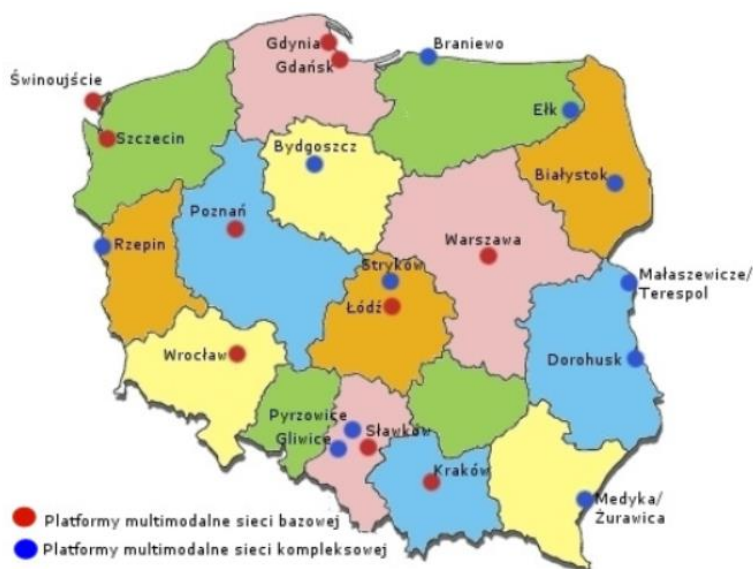 Gdynia
Braniewo
Gdańsk
Świnoujście
Ełk
Szczecin
Bydgoszcz
Białystok
Poznań
Rzepin
Warszawa
Stryków
Małaszewicze/
Terespol
Łódź
Wrocław
Dorohusk
Pyrzowice
Sławków
Gliwice
Kraków
Medyka/
Żurawica
Platformy multimodalne sieci bazowej
Platformy multimodalne sieci kompleksowej